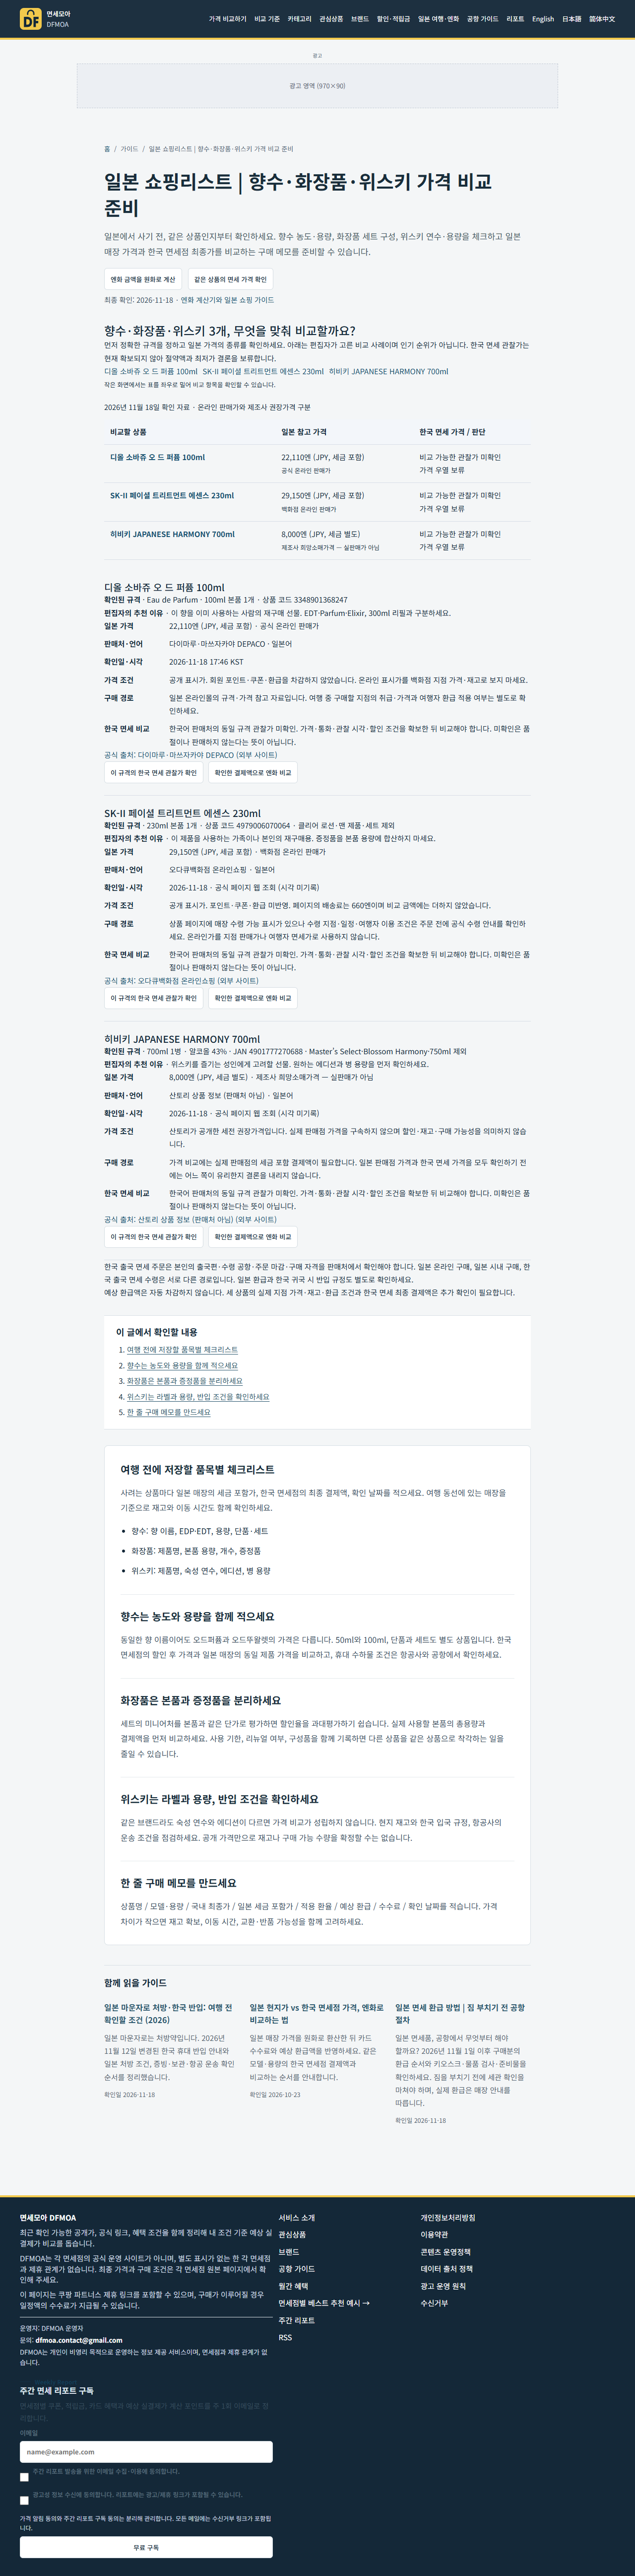 면세모아
DFMOA
가격 비교하기 비교 기준 카테고리 관심상품 브랜드 할인·적립금 일본 여행·엔화 공항 가이드 리포트 English 日本語 简体中文
광고
광고 영역 (970×90)
홈 / 가이드 / 일본 쇼핑리스트 | 향수·화장품·위스키 가격 비교 준비
일본 쇼핑리스트 | 향수·화장품·위스키 가격 비교
준비
일본에서 사기 전, 같은 상품인지부터 확인하세요. 향수 농도·용량, 화장품 세트 구성, 위스키 연수·용량을 체크하고 일본
매장 가격과 한국 면세점 최종가를 비교하는 구매 메모를 준비할 수 있습니다.
엔화 금액을 원화로 계산
같은 상품의 면세 가격 확인
최종 확인: 2026-11-18 · 엔화 계산기와 일본 쇼핑 가이드
향수·화장품·위스키 3개, 무엇을 맞춰 비교할까요?
먼저 정확한 규격을 정하고 일본 가격의 종류를 확인하세요. 아래는 편집자가 고른 비교 사례이며 인기 순위가 아닙니다. 한국 면세 관찰가는
현재 확보되지 않아 절약액과 최저가 결론을 보류합니다.
디올 소바쥬 오 드 퍼퓸 100ml SK-II 페이셜 트리트먼트 에센스 230ml 히비키 JAPANESE HARMONY 700ml
작은 화면에서는 표를 좌우로 밀어 비교 항목을 확인할 수 있습니다.
2026년 11월 18일 확인 자료 · 온라인 판매가와 제조사 권장가격 구분
비교할 상품 일본 참고 가격 한국 면세 가격 / 판단
디올 소바쥬 오 드 퍼퓸 100ml 22,110엔 (JPY, 세금 포함) 비교 가능한 관찰가 미확인
공식 온라인 판매가 가격 우열 보류
SK-II 페이셜 트리트먼트 에센스 230ml 29,150엔 (JPY, 세금 포함) 비교 가능한 관찰가 미확인
백화점 온라인 판매가 가격 우열 보류
히비키 JAPANESE HARMONY 700ml 8,000엔 (JPY, 세금 별도) 비교 가능한 관찰가 미확인
제조사 희망소매가격 — 실판매가 아님 가격 우열 보류
디올 소바쥬 오 드 퍼퓸 100ml
확인된 규격 · Eau de Parfum · 100ml 본품 1개 · 상품 코드 3348901368247
편집자의 추천 이유 · 이 향을 이미 사용하는 사람의 재구매 선물. EDT·Parfum·Elixir, 300ml 리필과 구분하세요.
일본 가격 22,110엔 (JPY, 세금 포함) · 공식 온라인 판매가
판매처·언어 다이마루·마쓰자카야 DEPACO · 일본어
확인일·시각 2026-11-18 17:46 KST
가격 조건 공개 표시가. 회원 포인트·쿠폰·환급을 차감하지 않았습니다. 온라인 표시가를 백화점 지점 가격·재고로 보지 마세요.
구매 경로 일본 온라인몰의 규격·가격 참고 자료입니다. 여행 중 구매할 지점의 취급·가격과 여행자 환급 적용 여부는 별도로 확
인하세요.
한국 면세 비교 한국어 판매처의 동일 규격 관찰가 미확인. 가격·통화·관찰 시각·할인 조건을 확보한 뒤 비교해야 합니다. 미확인은 품
절이나 판매하지 않는다는 뜻이 아닙니다.
공식 출처: 다이마루·마쓰자카야 DEPACO (외부 사이트)
이 규격의 한국 면세 관찰가 확인
확인한 결제액으로 엔화 비교
SK-II 페이셜 트리트먼트 에센스 230ml
확인된 규격 · 230ml 본품 1개 · 상품 코드 4979006070064 · 클리어 로션·맨 제품·세트 제외
편집자의 추천 이유 · 이 제품을 사용하는 가족이나 본인의 재구매용. 증정품을 본품 용량에 합산하지 마세요.
일본 가격 29,150엔 (JPY, 세금 포함) · 백화점 온라인 판매가
판매처·언어 오다큐백화점 온라인쇼핑 · 일본어
확인일·시각 2026-11-18 · 공식 페이지 웹 조회 (시각 미기록)
가격 조건 공개 표시가. 포인트·쿠폰·환급 미반영. 페이지의 배송료는 660엔이며 비교 금액에는 더하지 않았습니다.
구매 경로 상품 페이지에 매장 수령 가능 표시가 있으나 수령 지점·일정·여행자 이용 조건은 주문 전에 공식 수령 안내를 확인하
세요. 온라인가를 지점 판매가나 여행자 면세가로 사용하지 않습니다.
한국 면세 비교 한국어 판매처의 동일 규격 관찰가 미확인. 가격·통화·관찰 시각·할인 조건을 확보한 뒤 비교해야 합니다. 미확인은 품
절이나 판매하지 않는다는 뜻이 아닙니다.
공식 출처: 오다큐백화점 온라인쇼핑 (외부 사이트)
이 규격의 한국 면세 관찰가 확인
확인한 결제액으로 엔화 비교
히비키 JAPANESE HARMONY 700ml
확인된 규격 · 700ml 1병 · 알코올 43% · JAN 4901777270688 · Master's Select·Blossom Harmony·750ml 제외
편집자의 추천 이유 · 위스키를 즐기는 성인에게 고려할 선물. 원하는 에디션과 병 용량을 먼저 확인하세요.
일본 가격 8,000엔 (JPY, 세금 별도) · 제조사 희망소매가격 — 실판매가 아님
판매처·언어 산토리 상품 정보 (판매처 아님) · 일본어
확인일·시각 2026-11-18 · 공식 페이지 웹 조회 (시각 미기록)
가격 조건 산토리가 공개한 세전 권장가격입니다. 실제 판매점 가격을 구속하지 않으며 할인·재고·구매 가능성을 의미하지 않습
니다.
구매 경로 가격 비교에는 실제 판매점의 세금 포함 결제액이 필요합니다. 일본 판매점 가격과 한국 면세 가격을 모두 확인하기 전
에는 어느 쪽이 유리한지 결론을 내리지 않습니다.
한국 면세 비교 한국어 판매처의 동일 규격 관찰가 미확인. 가격·통화·관찰 시각·할인 조건을 확보한 뒤 비교해야 합니다. 미확인은 품
절이나 판매하지 않는다는 뜻이 아닙니다.
공식 출처: 산토리 상품 정보 (판매처 아님) (외부 사이트)
이 규격의 한국 면세 관찰가 확인
확인한 결제액으로 엔화 비교
한국 출국 면세 주문은 본인의 출국편·수령 공항·주문 마감·구매 자격을 판매처에서 확인해야 합니다. 일본 온라인 구매, 일본 시내 구매, 한
국 출국 면세 수령은 서로 다른 경로입니다. 일본 환급과 한국 귀국 시 반입 규정도 별도로 확인하세요.
예상 환급액은 자동 차감하지 않습니다. 세 상품의 실제 지점 가격·재고·환급 조건과 한국 면세 최종 결제액은 추가 확인이 필요합니다.
이 글에서 확인할 내용
1. 여행 전에 저장할 품목별 체크리스트
2. 향수는 농도와 용량을 함께 적으세요
3. 화장품은 본품과 증정품을 분리하세요
4. 위스키는 라벨과 용량, 반입 조건을 확인하세요
5. 한 줄 구매 메모를 만드세요
여행 전에 저장할 품목별 체크리스트
사려는 상품마다 일본 매장의 세금 포함가, 한국 면세점의 최종 결제액, 확인 날짜를 적으세요. 여행 동선에 있는 매장을
기준으로 재고와 이동 시간도 함께 확인하세요.
• 향수: 향 이름, EDP·EDT, 용량, 단품·세트
• 화장품: 제품명, 본품 용량, 개수, 증정품
• 위스키: 제품명, 숙성 연수, 에디션, 병 용량
향수는 농도와 용량을 함께 적으세요
동일한 향 이름이어도 오드퍼퓸과 오드뚜왈렛의 가격은 다릅니다. 50ml와 100ml, 단품과 세트도 별도 상품입니다. 한국
면세점의 할인 후 가격과 일본 매장의 동일 제품 가격을 비교하고, 휴대 수하물 조건은 항공사와 공항에서 확인하세요.
화장품은 본품과 증정품을 분리하세요
세트의 미니어처를 본품과 같은 단가로 평가하면 할인율을 과대평가하기 쉽습니다. 실제 사용할 본품의 총용량과
결제액을 먼저 비교하세요. 사용 기한, 리뉴얼 여부, 구성품을 함께 기록하면 다른 상품을 같은 상품으로 착각하는 일을
줄일 수 있습니다.
위스키는 라벨과 용량, 반입 조건을 확인하세요
같은 브랜드라도 숙성 연수와 에디션이 다르면 가격 비교가 성립하지 않습니다. 현지 재고와 한국 입국 규정, 항공사의
운송 조건을 점검하세요. 공개 가격만으로 재고나 구매 가능 수량을 확정할 수는 없습니다.
한 줄 구매 메모를 만드세요
상품명 / 모델·용량 / 국내 최종가 / 일본 세금 포함가 / 적용 환율 / 예상 환급 / 수수료 / 확인 날짜를 적습니다. 가격
차이가 작으면 재고 확보, 이동 시간, 교환·반품 가능성을 함께 고려하세요.
함께 읽을 가이드
일본 마운자로 처방·한국 반입: 여행 전
확인할 조건 (2026)
일본 마운자로는 처방약입니다. 2026년
11월 12일 변경된 한국 휴대 반입 안내와
일본 처방 조건, 증빙·보관·항공 운송 확인
순서를 정리했습니다.
확인일 2026-11-18
일본 현지가 vs 한국 면세점 가격, 엔화로
비교하는 법
일본 매장 가격을 원화로 환산한 뒤 카드
수수료와 예상 환급액을 반영하세요. 같은
모델·용량의 한국 면세점 결제액과
비교하는 순서를 안내합니다.
확인일 2026-10-23
일본 면세 환급 방법 | 짐 부치기 전 공항
절차
일본 면세품, 공항에서 무엇부터 해야
할까요? 2026년 11월 1일 이후 구매분의
환급 순서와 키오스크·물품 검사·준비물을
확인하세요. 짐을 부치기 전에 세관 확인을
마쳐야 하며, 실제 환급은 매장 안내를
따릅니다.
확인일 2026-11-18
면세모아 DFMOA
최근 확인 가능한 공개가, 공식 링크, 혜택 조건을 함께 정리해 내 조건 기준 예상 실
결제가 비교를 돕습니다.
DFMOA는 각 면세점의 공식 운영 사이트가 아니며, 별도 표시가 없는 한 각 면세점
과 제휴 관계가 없습니다. 최종 가격과 구매 조건은 각 면세점 원본 페이지에서 확
인해 주세요.
이 페이지는 쿠팡 파트너스 제휴 링크를 포함할 수 있으며, 구매가 이루어질 경우
일정액의 수수료가 지급될 수 있습니다.
운영자: DFMOA 운영자
문의: dfmoa.contact@gmail.com
DFMOA는 개인이 비영리 목적으로 운영하는 정보 제공 서비스이며, 면세점과 제휴 관계가 없
습니다.
서비스 소개
관심상품
브랜드
공항 가이드
월간 혜택
면세점별 베스트 추천 예시 →
주간 리포트
RSS
개인정보처리방침
이용약관
콘텐츠 운영정책
데이터 출처 정책
광고 운영 원칙
수신거부
주간 면세 리포트 구독
면세점별 쿠폰, 적립금, 카드 혜택과 예상 실결제가 계산 포인트를 주 1회 이메일로 정
리합니다.
이메일
name@example.com
주간 리포트 발송을 위한 이메일 수집·이용에 동의합니다.
광고성 정보 수신에 동의합니다. 리포트에는 광고/제휴 링크가 포함될 수 있습니다.
가격 알림 동의와 주간 리포트 구독 동의는 분리해 관리합니다. 모든 메일에는 수신거부 링크가 포함됩
니다.
무료 구독